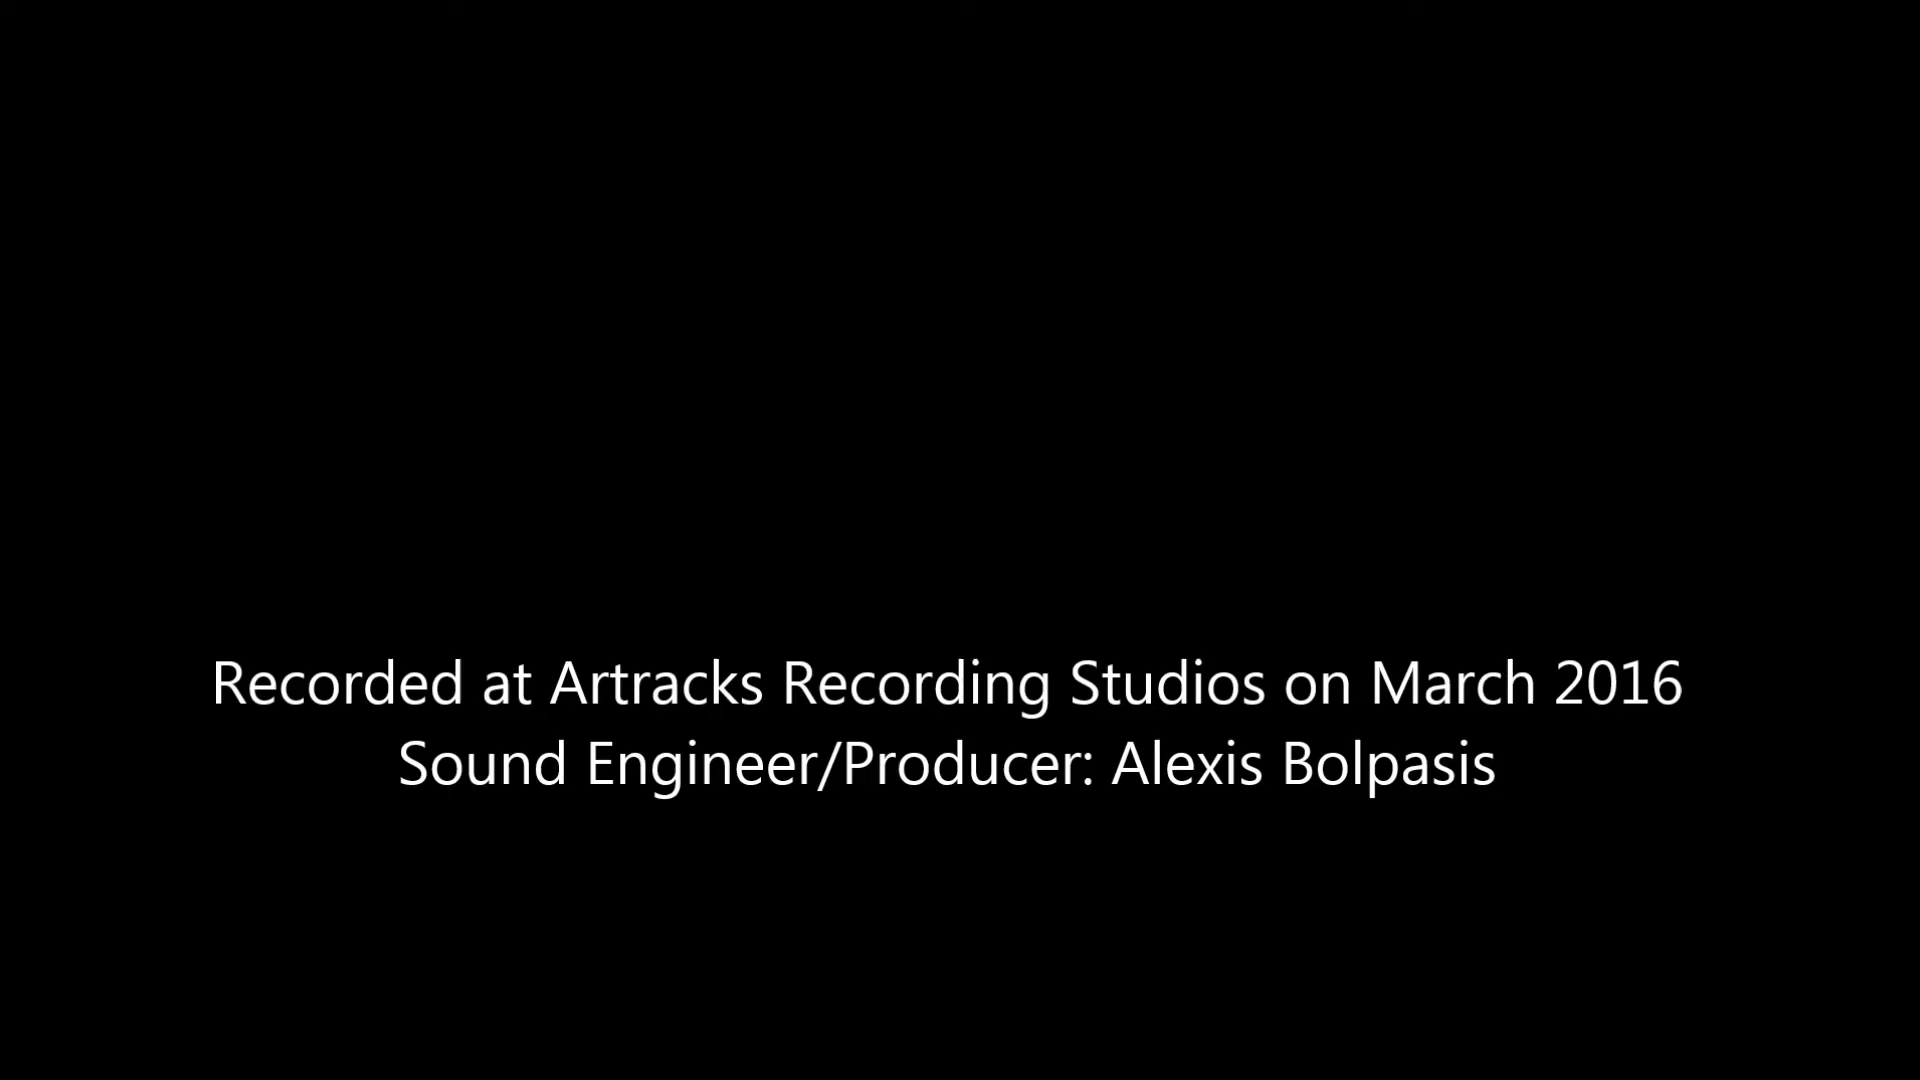 Recorded at Artracks Recording Studios on March 2016
Sound Engineer/Producer: Alexis Bolpasis